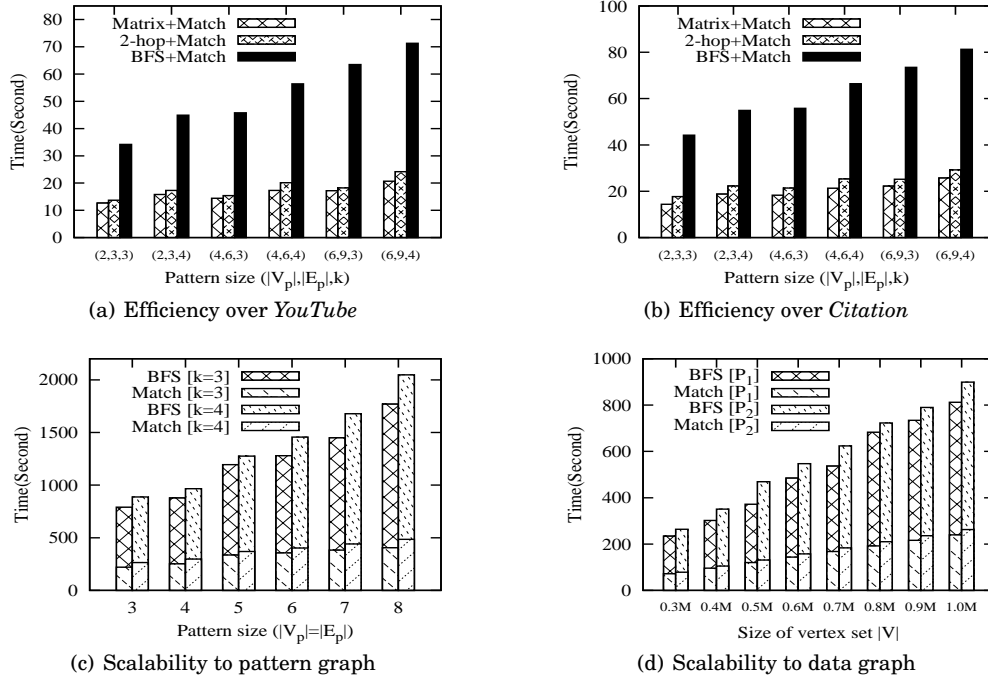 80
70
60
50
40
30
20
10
0
Time(Second)
Matrix+Match
2-hop+Match
BFS+Match
(2,3,3) (2,3,4) (4,6,3) (4,6,4) (6,9,3) (6,9,4)
Pattern size (|Vp|,|Ep|,k)
(a) Efficiency over YouTube
100
80
60
40
20
0
Time(Second)
Matrix+Match
2-hop+Match
BFS+Match
(2,3,3) (2,3,4) (4,6,3) (4,6,4) (6,9,3) (6,9,4)
Pattern size (|Vp|,|Ep|,k)
(b) Efficiency over Citation
2000
1500
1000
500
0
Time(Second)
BFS [k=3]
Match [k=3]
BFS [k=4]
Match [k=4]
3 4 5 6 7 8
Pattern size (|Vp|=|Ep|)
(c) Scalability to pattern graph
1000
800
600
400
200
0
Time(Second)
BFS [P1]
Match [P1]
BFS [P2]
Match [P2]
0.3M 0.4M 0.5M 0.6M 0.7M 0.8M 0.9M 1.0M
Size of vertex set |V|
(d) Scalability to data graph